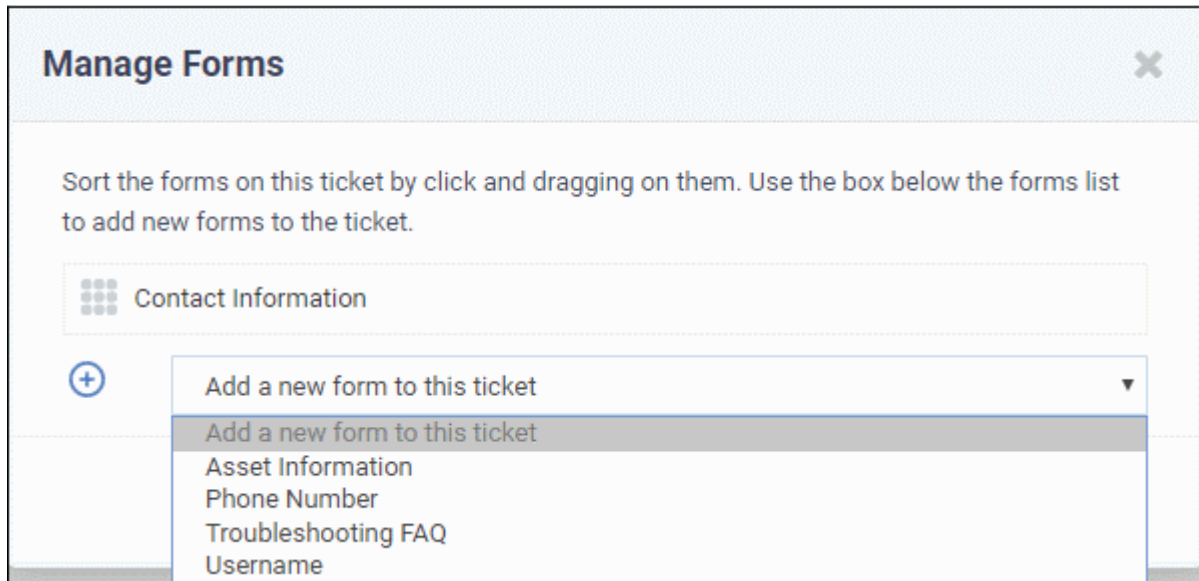 Manage Forms
Sort the forms on this ticket by click and dragging on them. Use the box below the forms list
to add new forms to the ticket.
Contact Information
Add a new form to this ticket
Add a new form to this ticket
Asset Information
Phone Number
Troubleshooting FAQ
Username